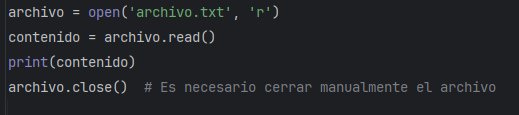 archivo = open('archivo.txt', 'r')
contenido = archivo.read()
print(contenido)
archivo.close()  # Es necesario cerrar manualmente el archivo